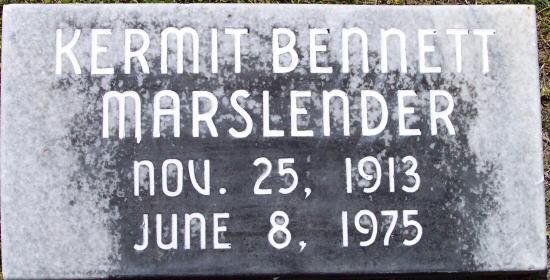 KERMIT BENNETT
MARSLENDER
NOV. 25, 1913
JUNE 8, 1975